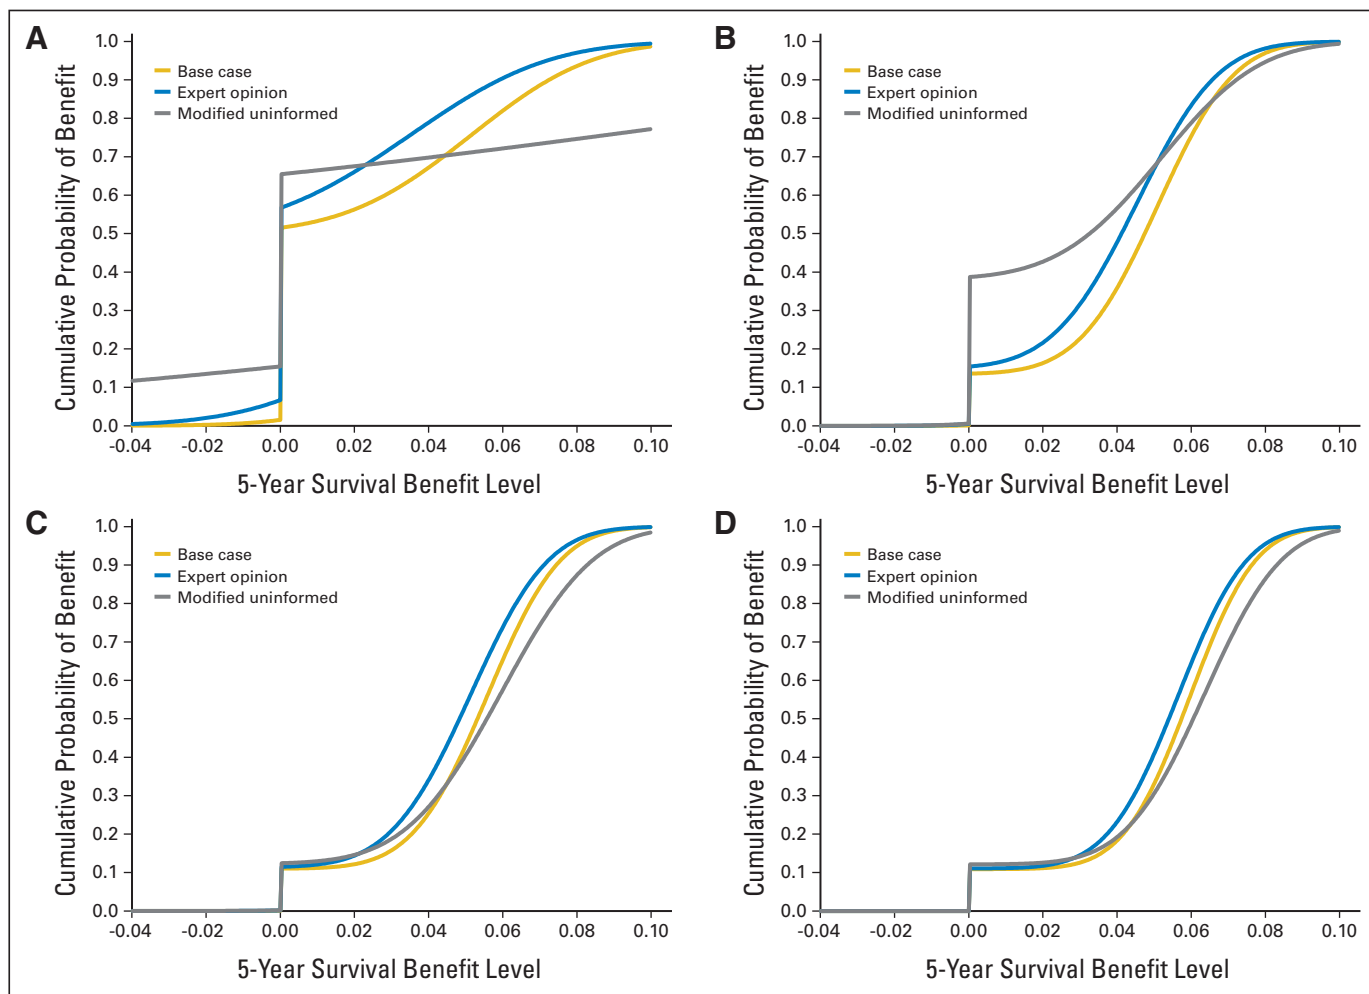 A
Cumulative Probability of Benefit
1.0
0.9
0.8
0.7
0.6
0.5
0.4
0.3
0.2
0.1
0.0
Base case
Expert opinion
Modified uninformed
-0.04 -0.02 0.00 0.02 0.04 0.06 0.08 0.10
5-Year Survival Benefit Level
B
Cumulative Probability of Benefit
1.0
0.9
0.8
0.7
0.6
0.5
0.4
0.3
0.2
0.1
0.0
Base case
Expert opinion
Modified uninformed
-0.04 -0.02 0.00 0.02 0.04 0.06 0.08 0.10
5-Year Survival Benefit Level
C
Cumulative Probability of Benefit
1.0
0.9
0.8
0.7
0.6
0.5
0.4
0.3
0.2
0.1
0.0
Base case
Expert opinion
Modified uninformed
-0.04 -0.02 0.00 0.02 0.04 0.06 0.08 0.10
5-Year Survival Benefit Level
D
Cumulative Probability of Benefit
1.0
0.9
0.8
0.7
0.6
0.5
0.4
0.3
0.2
0.1
0.0
Base case
Expert opinion
Modified uninformed
-0.04 -0.02 0.00 0.02 0.04 0.06 0.08 0.10
5-Year Survival Benefit Level